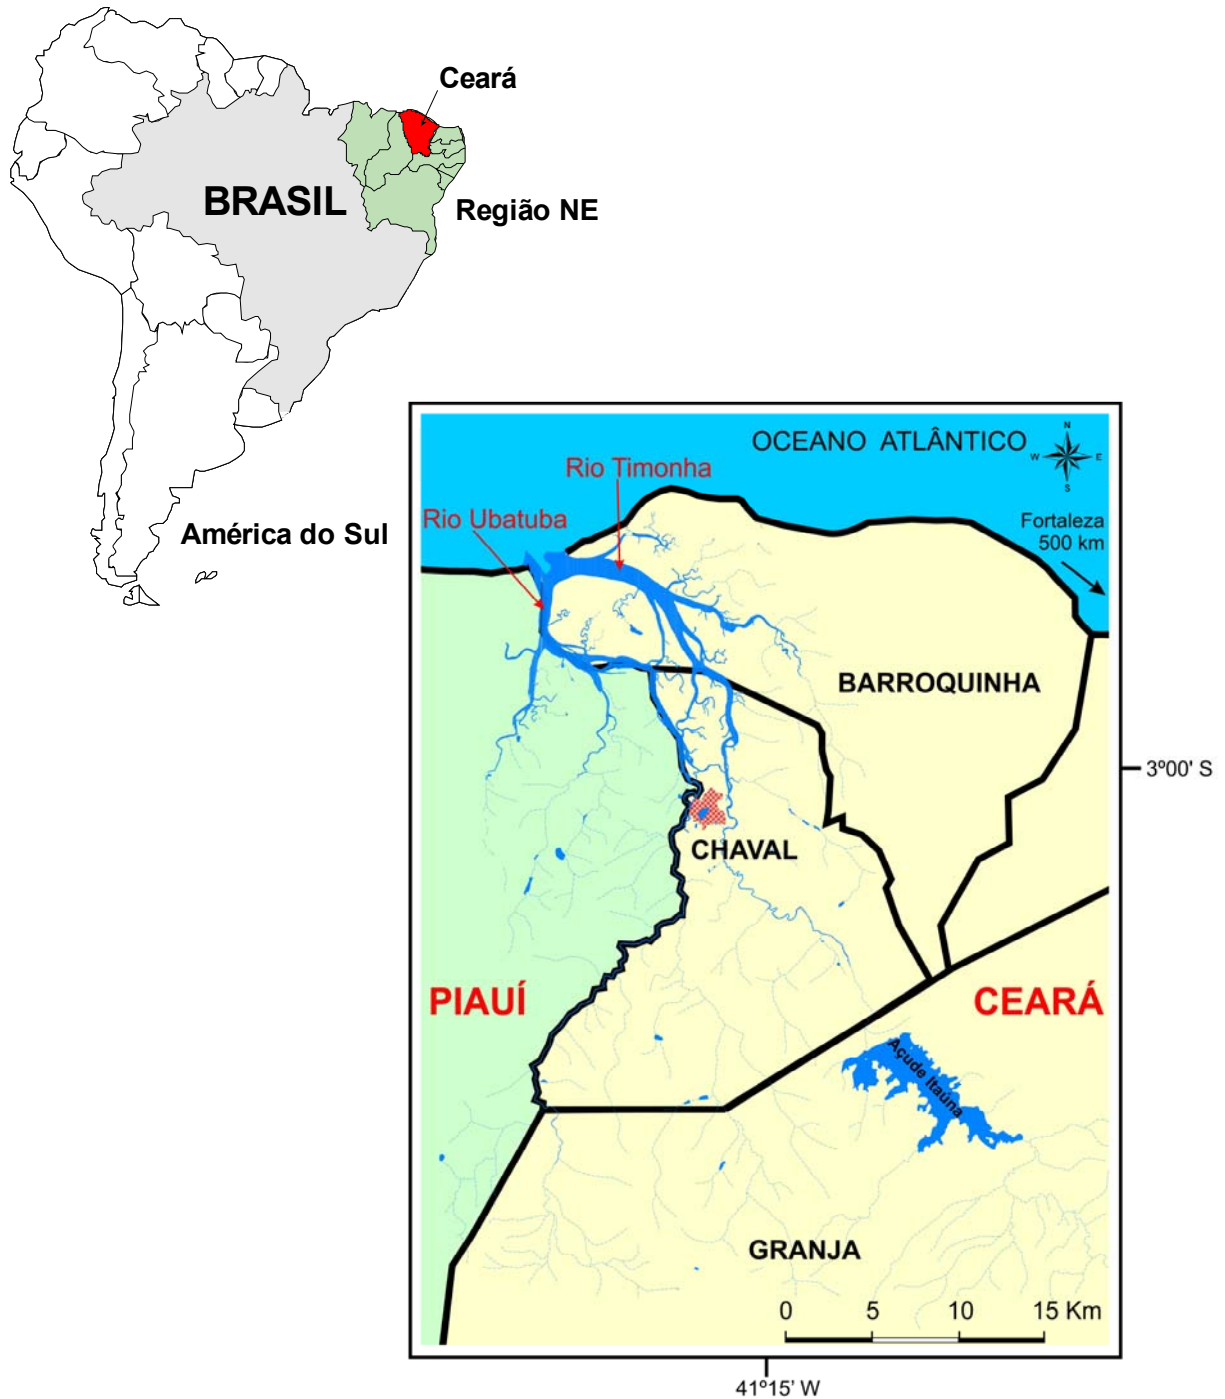 Ceará
BRASIL
Região NE
América do Sul
OCEANO ATLÂNTICO
N
W
E
S
Rio Timonha
Rio Ubatuba
Fortaleza
500 km
BARROQUINHA
3º00' S
CHAVAL
PIAUÍ
CEARÁ
Açude Itaúna
GRANJA
0 5 10 15 Km
41º15' W